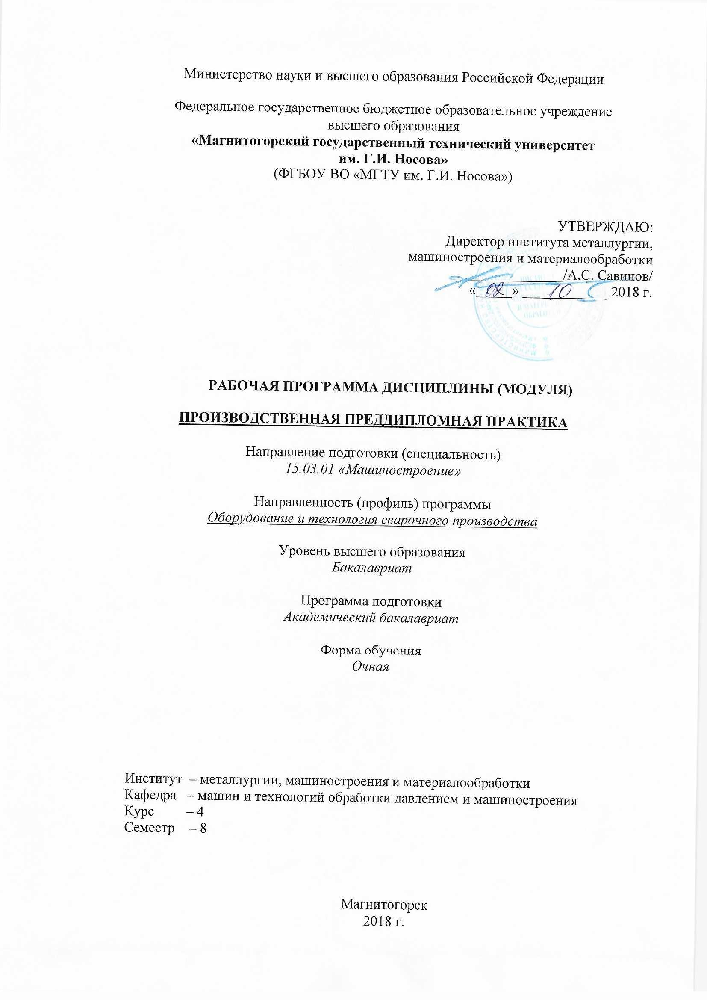 Министерство науки и высшего образования Российской Федерации
Федеральное государственное бюджетное образовательное учреждение
высшего образования
«Магнитогорский государственный технический университет
им. Г.И. Носова»
(ФГБОУ ВО «МГТУ им. Г.И. Носова»)
УТВЕРЖДАЮ:
Директор института металлургии,
машиностроения и материалообработки
/А.С. Савинов/
«02» 10 2018 г.
РАБОЧАЯ ПРОГРАММА ДИСЦИПЛИНЫ (МОДУЛЯ)
ПРОИЗВОДСТВЕННАЯ ПРЕДДИПЛОМНАЯ ПРАКТИКА
Направление подготовки (специальность)
15.03.01 «Машиностроение»
Направленность (профиль) программы
Оборудование и технология сварочного производства
Уровень высшего образования
Бакалавриат
Программа подготовки
Академический бакалавриат
Форма обучения
Очная
Институт – металлургии, машиностроения и материалообработки
Кафедра – машин и технологий обработки давлением и машиностроения
Курс – 4
Семестр – 8
Магнитогорск
2018 г.